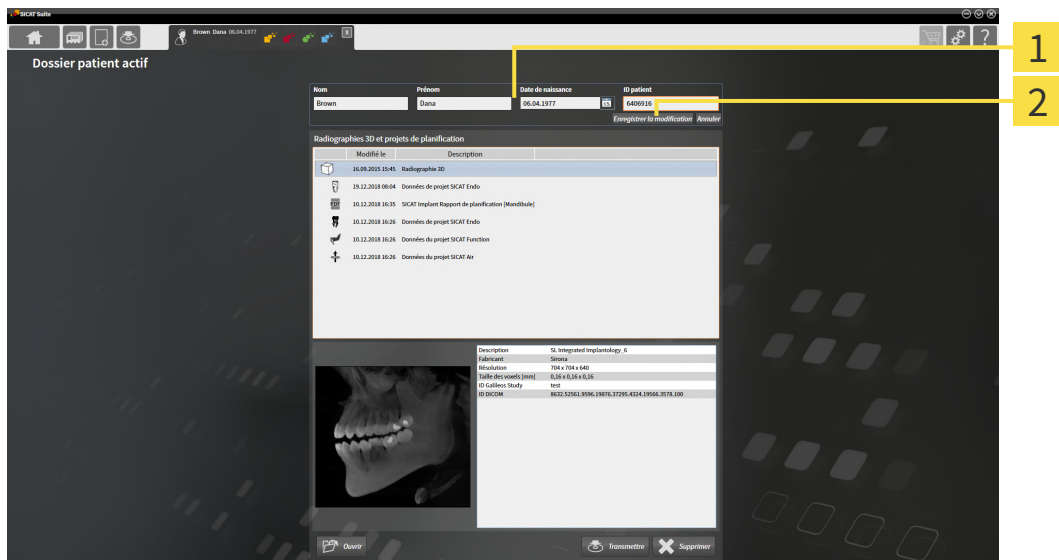 SICAT Suite
Brown Dana 06.04.1977
X
?
1
Dossier patient actif
Nom Prénom Date de naissance ID patient
Brown Dana 06.04.1977 15 6406916
2
Enregistrer la modification Annuler
Radiographies 3D et projets de planification
Modifié le Description
16.09.2015 15:45 Radiographie 3D
19.12.2018 08:04 Données de projet SICAT Endo
PDF 10.12.2018 16:35 SICAT Implant Rapport de planification [Mandibule]
10.12.2018 16:26 Données de projet SICAT Endo
10.12.2018 16:26 Données du projet SICAT Function
10.12.2018 16:26 Données du projet SICAT Air
Description SL Integrated Implantology_6
Fabricant Sirona
Résolution 704 x 704 x 640
Taille des voxels [mm] 0,16 x 0,16 x 0,16
ID Galileos Study test
ID DICOM 8632.52561.9596.19876.37295.4324.19566.3578.100
Ouvrir Transmettre Supprimer